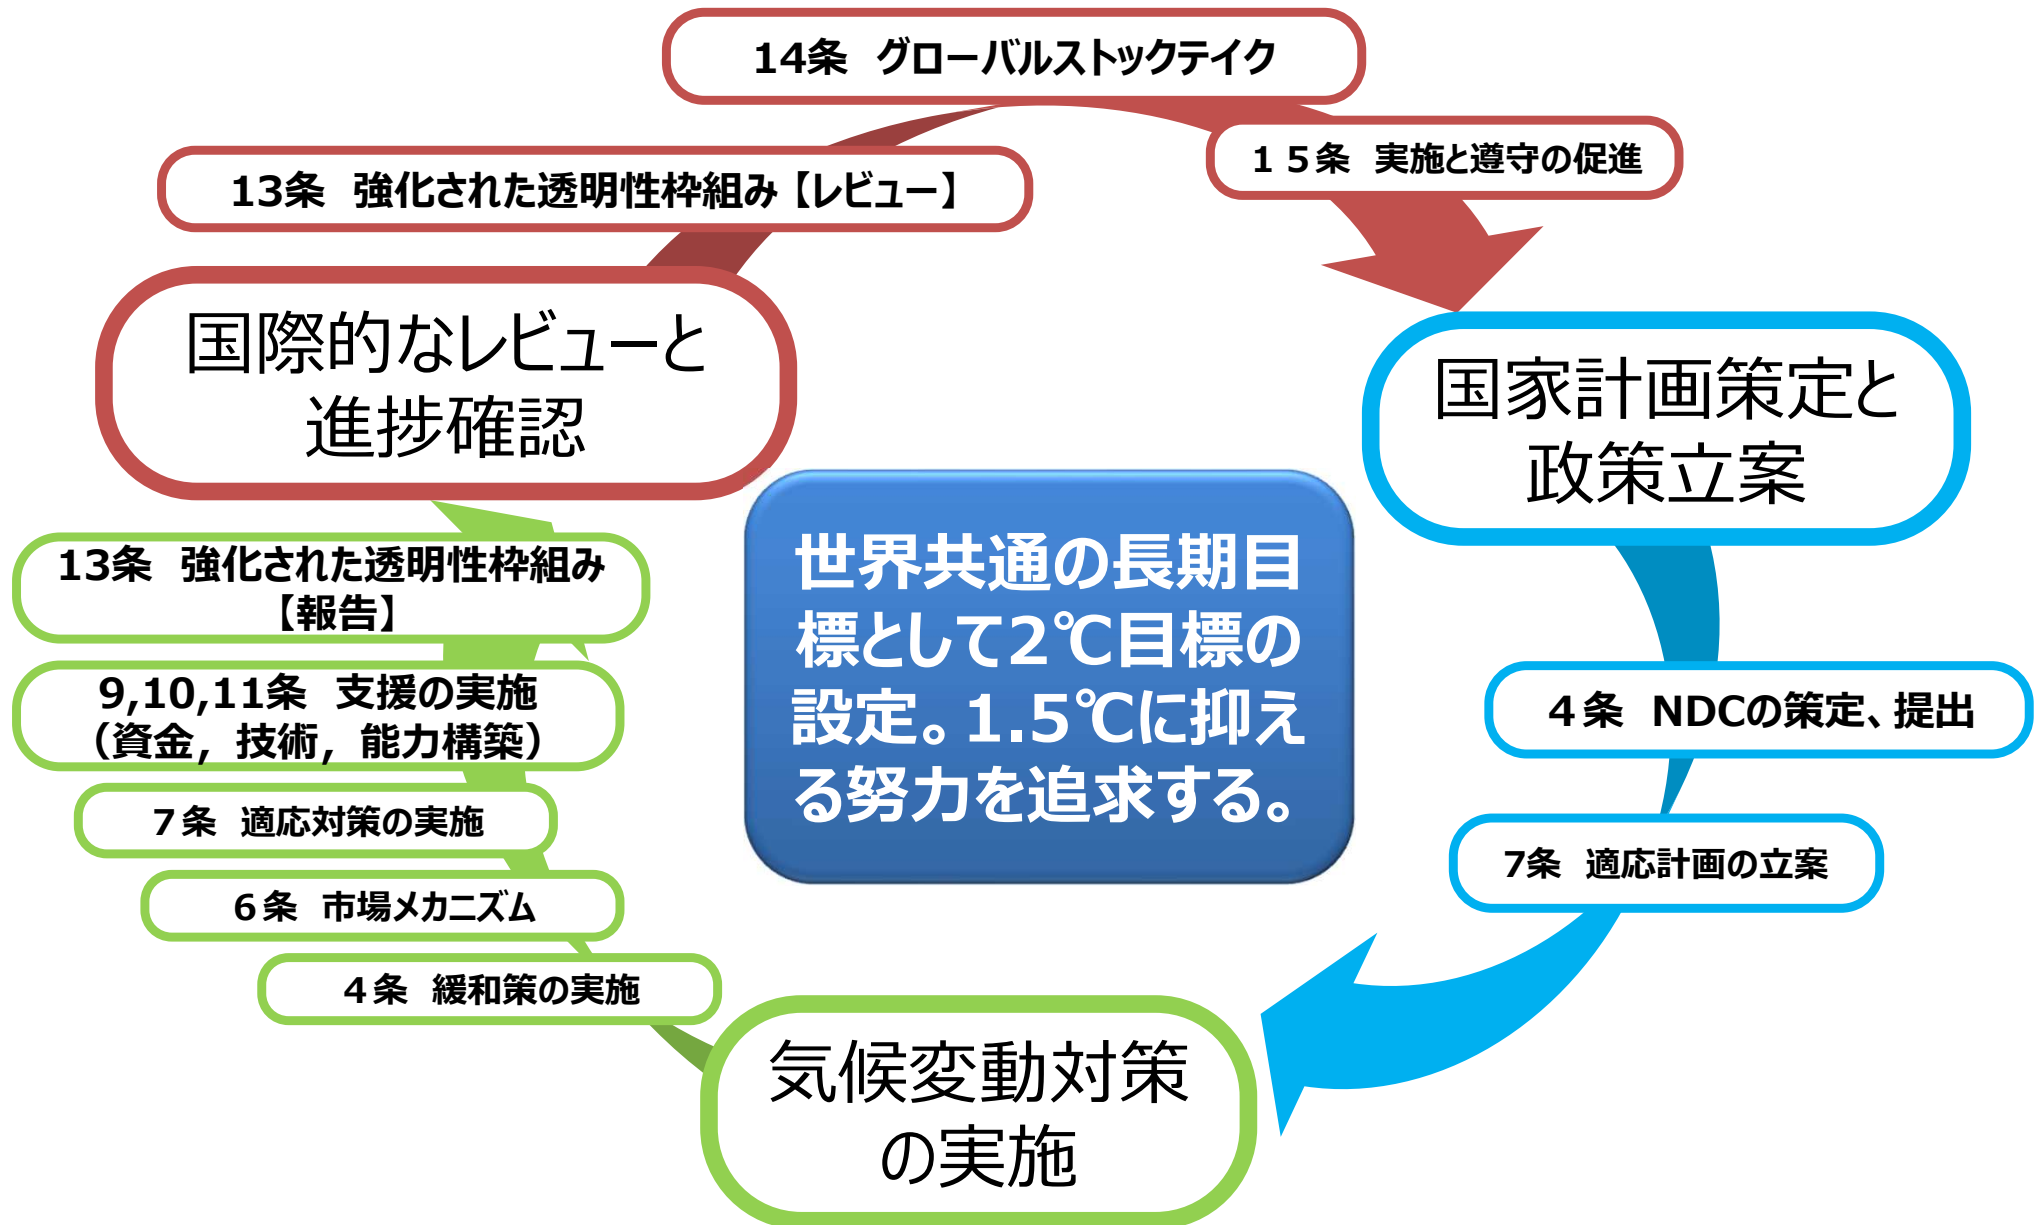 14条　グローバルストックテイク
１５条　実施と遵守の促進
13条　強化された透明性枠組み【レビュー】
国際的なレビューと
進捗確認
国家計画策定と
政策立案
世界共通の長期目
標として2℃目標の
設定。1.5℃に抑え
る努力を追求する。
13条　強化された透明性枠組み
【報告】
9,10,11条　支援の実施
（資金，技術，能力構築）
７条　適応対策の実施
６条　市場メカニズム
４条　緩和策の実施
４条　NDCの策定、提出
7条　適応計画の立案
気候変動対策
の実施